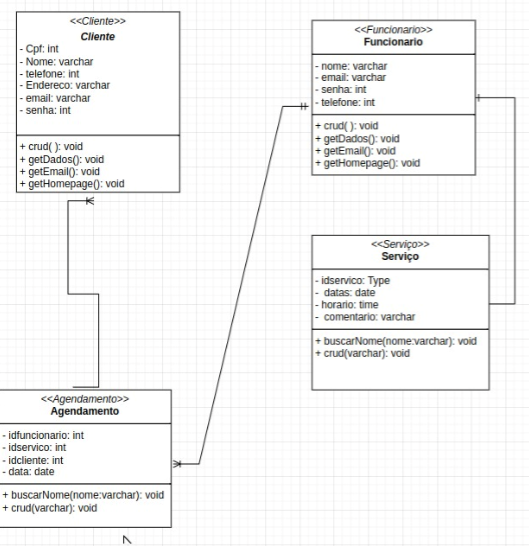 <<Cliente>>
Cliente
- Cpf: int
- Nome: varchar
- telefone: int
- Endereco: varchar
- email: varchar
- senha: int
+ crud( ): void
+ getDados(): void
+ getEmail(): void
+ getHomepage(): void
<<Funcionario>>
Funcionario
- nome: varchar
- email: varchar
- senha: int
- telefone: int
+ crud( ): void
+ getDados(): void
+ getEmail(): void
+ getHomepage(): void
<<Serviço>>
Serviço
- idservico: Type
- datas: date
- horario: time
- comentario: varchar
+ buscarNome(nome:varchar): void
+ crud(varchar): void
<<Agendamento>>
Agendamento
- idfuncionario: int
- idservico: int
- idcliente: int
- data: date
+ buscarNome(nome:varchar): void
+ crud(varchar): void